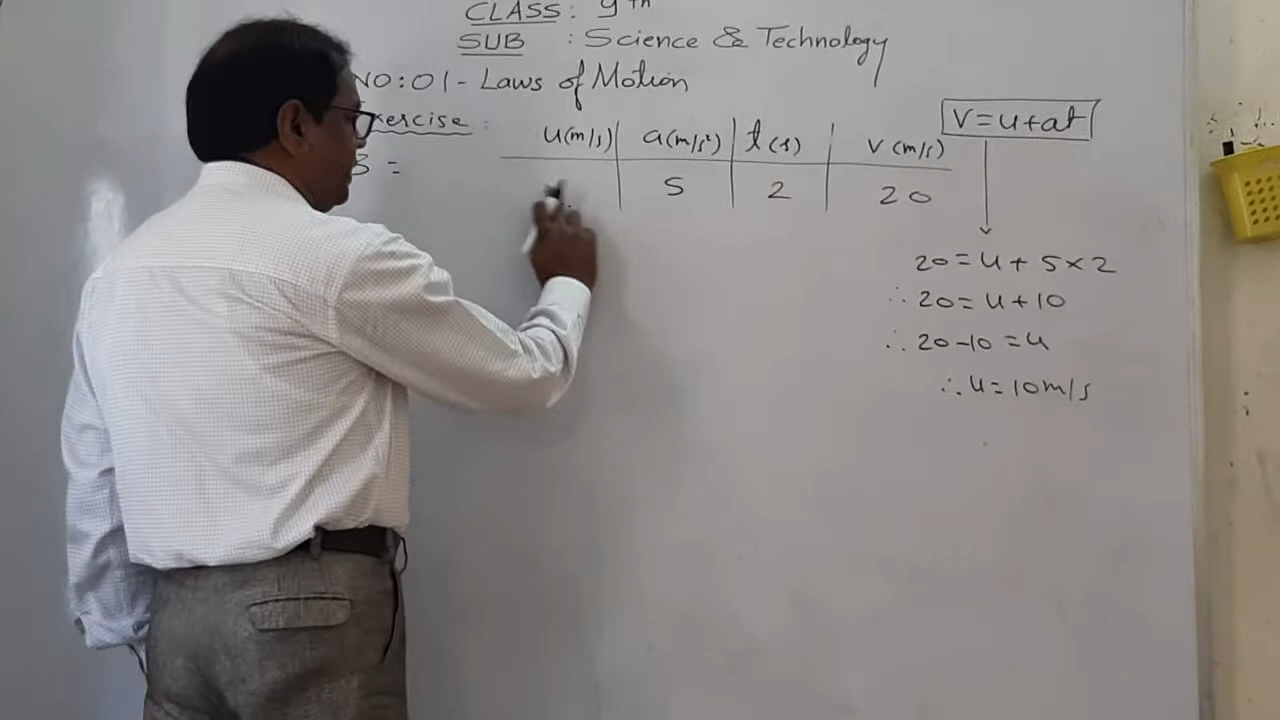 CLASS: 9th
SUB : Science & Technology
NO: 01 - Laws of Motion
Exercise :
3 =
u(m/s) a(m/s²) t(s) v(m/s)
5 2 20
v=u+at
20=u+5×2
∴ 20=u+10
∴ 20-10=u
∴ u=10m/s